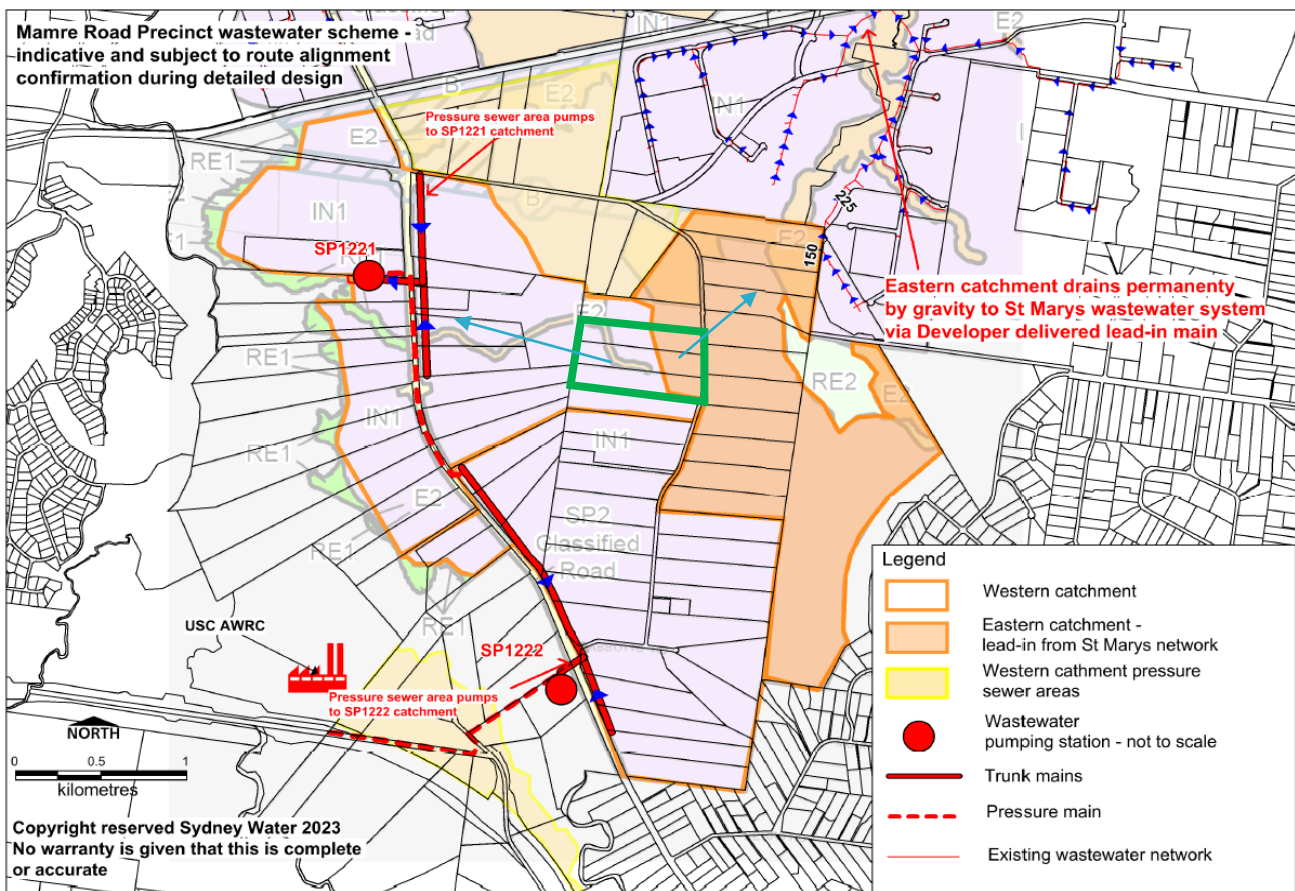 Mamre Road Precinct wastewater scheme -
indicative and subject to route alignment
confirmation during detailed design
B
E2
E2
RE1
IN1
Pressure sewer area pumps
to SP1221 catchment
IN1
B
SP1221
225
150
E2
Eastern catchment drains permanenty
by gravity to St Marys wastewater system
via Developer delivered lead-in main
E2
RE1
RE2
E2
RE1
IN1
RE1
IN1
E2
SP2
Classified
Road
RE1
RE1
USC AWRC
SP1222
Pressure sewer area pumps
to SP1222 catchment
NORTH
0 0.5 1
kilometres
Copyright reserved Sydney Water 2023
No warranty is given that this is complete
or accurate
Legend
Western catchment
Eastern catchment -
lead-in from St Marys network
Western cathment pressure
sewer areas
Wastewater
pumping station - not to scale
Trunk mains
Pressure main
Existing wastewater network